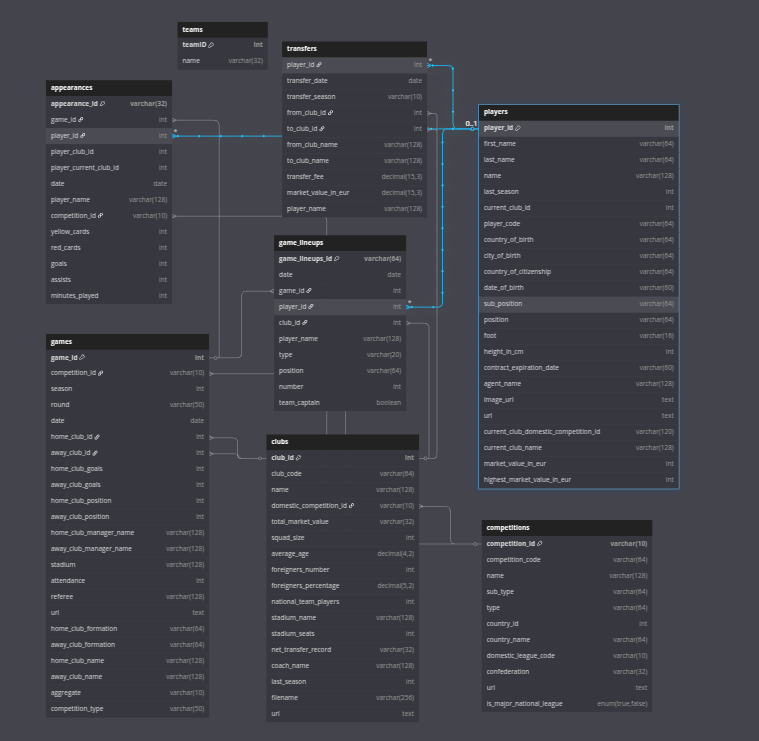 teams
teamID int
name varchar(32)
transfers
player_id int
transfer_date date
transfer_season varchar(10)
from_club_id int
to_club_id int
from_club_name varchar(128)
to_club_name varchar(128)
transfer_fee decimal(15,3)
market_value_in_eur decimal(15,3)
player_name varchar(128)
*
appearances
appearance_id varchar(32)
game_id int
player_id int
*
player_club_id int
player_current_club_id int
date date
player_name varchar(128)
competition_id varchar(10)
yellow_cards int
red_cards int
goals int
assists int
minutes_played int
0..1
players
player_id int
first_name varchar(64)
last_name varchar(64)
name varchar(128)
last_season int
current_club_id int
player_code varchar(64)
country_of_birth varchar(64)
city_of_birth varchar(64)
country_of_citizenship varchar(64)
date_of_birth varchar(60)
sub_position varchar(64)
position varchar(64)
foot varchar(16)
height_in_cm int
contract_expiration_date varchar(60)
agent_name varchar(128)
image_url text
url text
current_club_domestic_competition_id varchar(120)
current_club_name varchar(128)
market_value_in_eur int
highest_market_value_in_eur int
game_lineups
game_lineups_id varchar(64)
date date
game_id int
player_id int
*
club_id int
player_name varchar(128)
type varchar(20)
position varchar(64)
number int
team_captain boolean
games
game_id int
competition_id varchar(10)
season int
round varchar(50)
date date
home_club_id int
away_club_id int
home_club_goals int
away_club_goals int
home_club_position int
away_club_position int
home_club_manager_name varchar(128)
away_club_manager_name varchar(128)
stadium varchar(128)
attendance int
referee varchar(128)
url text
home_club_formation varchar(64)
away_club_formation varchar(64)
home_club_name varchar(128)
away_club_name varchar(128)
aggregate varchar(10)
competition_type varchar(50)
clubs
club_id int
club_code varchar(64)
name varchar(128)
domestic_competition_id varchar(10)
total_market_value varchar(32)
squad_size int
average_age decimal(4,2)
foreigners_number int
foreigners_percentage decimal(5,2)
national_team_players int
stadium_name varchar(128)
stadium_seats int
net_transfer_record varchar(32)
coach_name varchar(128)
last_season int
filename varchar(256)
url text
competitions
competition_id varchar(10)
competition_code varchar(64)
name varchar(128)
sub_type varchar(64)
type varchar(64)
country_id int
country_name varchar(64)
domestic_league_code varchar(10)
confederation varchar(32)
url text
is_major_national_league enum(true,false)